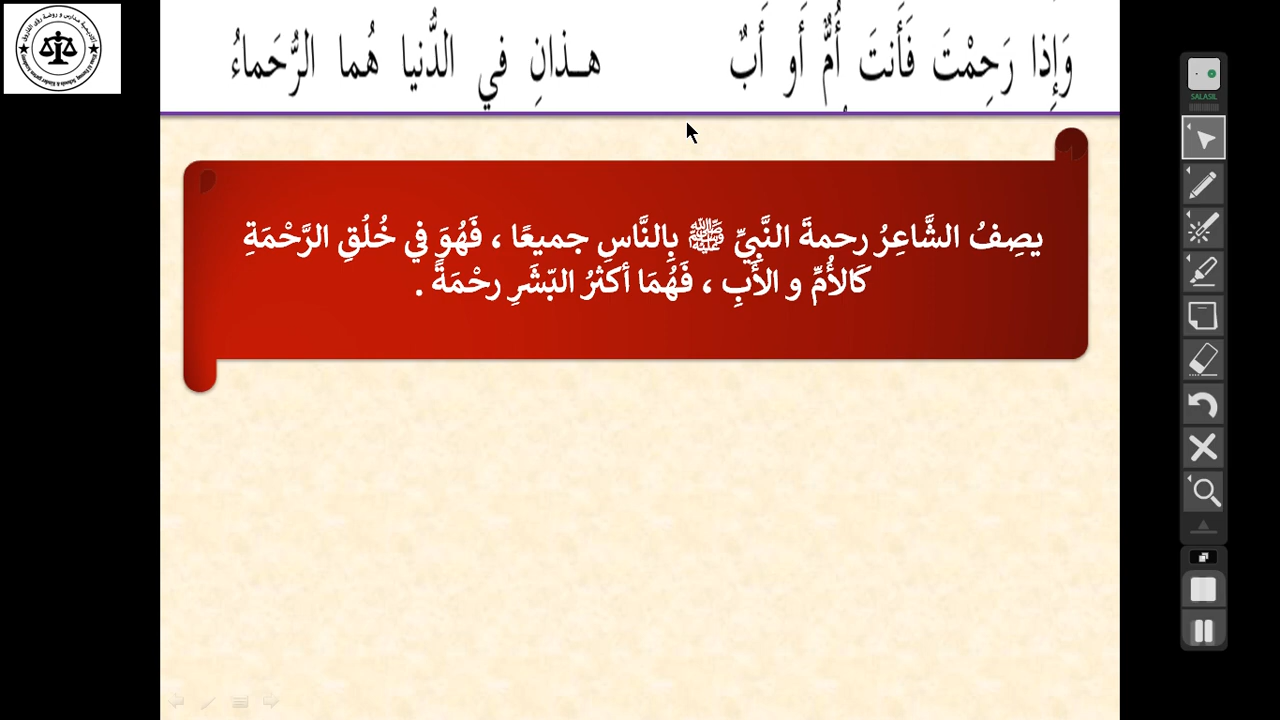 وَإِذا رَحِمْتَ فَأَنتَ أُمٌّ أَو أَبٌ هـذانِ في الدُّنيا هُما الرُّحَماءُ
يصِفُ الشَّاعِرُ رحمةَ النَّبِيِّ ﷺ بِالنَّاسِ جميعًا ، فَهُوَ في خُلُقِ الرَّحْمَةِ
كَالأُمِّ و الأَبِ ، فَهُمَا أكثرُ البّشَرِ رحْمَةً .
SALASIL